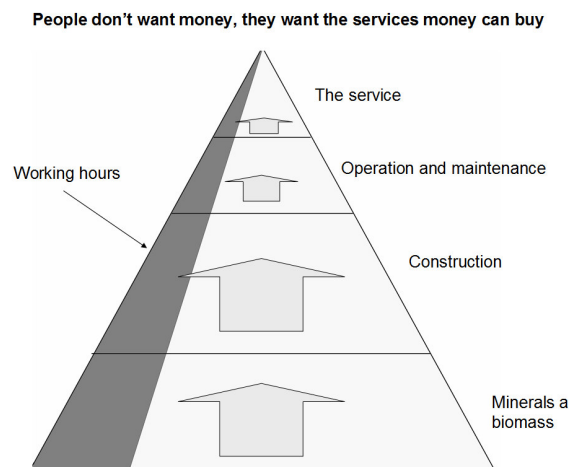 People don't want money, they want the services money can buy
The service
Operation and maintenance
Working hours
Construction
Minerals a
biomass